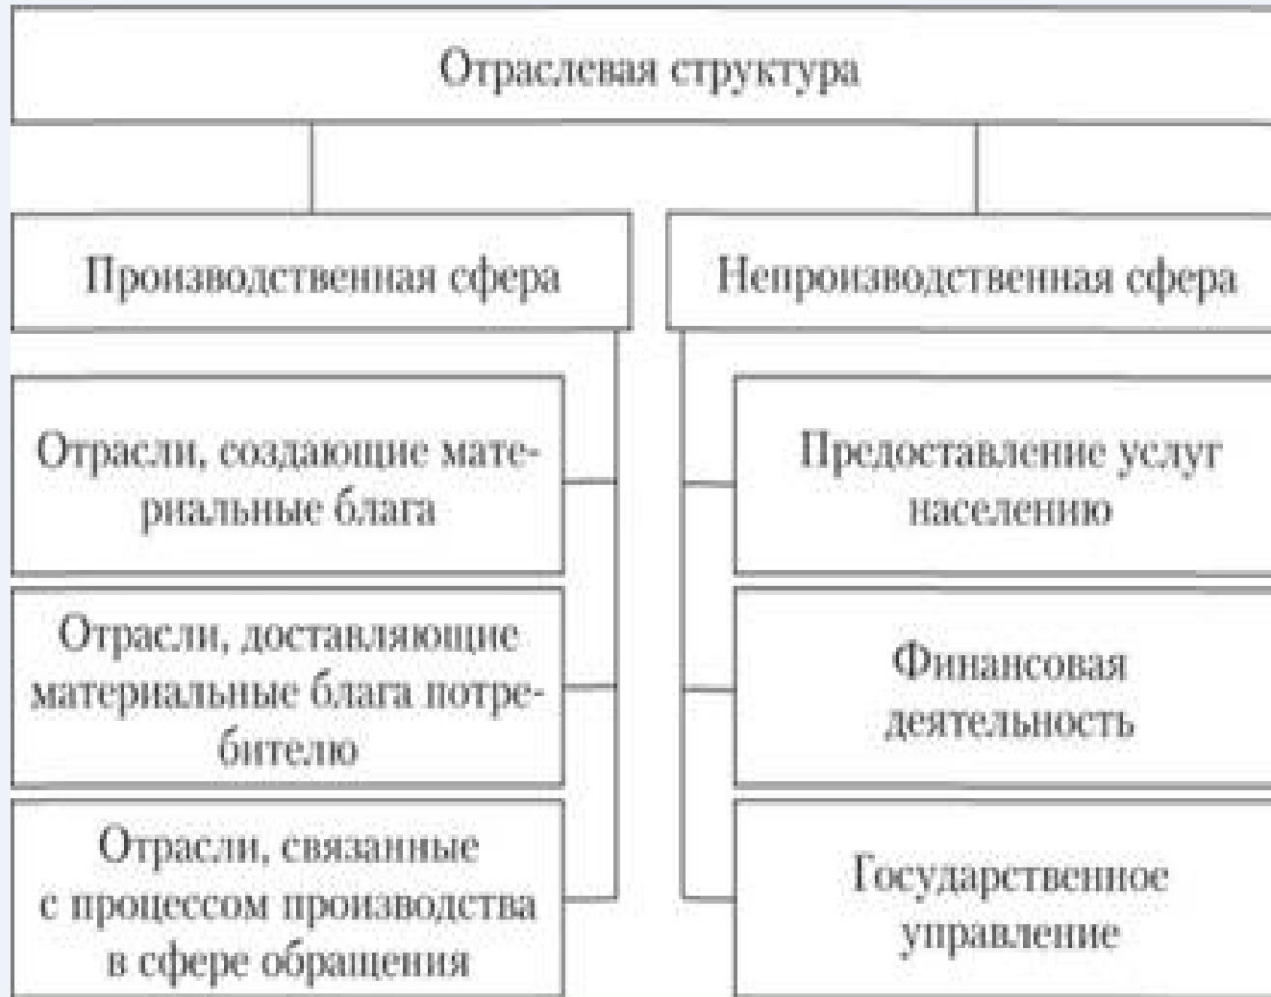 Отраслевая структура
Производственная сфера
Непроизводственная сфера
Отрасли, создающие мате-
риальные блага
Отрасли, доставляющие
материальные блага потре-
бителю
Отрасли, связанные
с процессом производства
в сфере обращения
Предоставление услуг
населению
Финансовая
деятельность
Государственное
управление